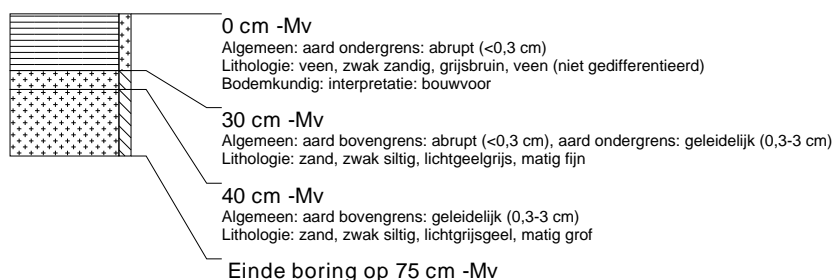 0 cm -Mv
Algemeen: aard ondergrens: abrupt (<0,3 cm)
Lithologie: veen, zwak zandig, grijsbruin, veen (niet gedifferentieerd)
Bodemkundig: interpretatie: bouwvoor
30 cm -Mv
Algemeen: aard bovengrens: abrupt (<0,3 cm), aard ondergrens: geleidelijk (0,3-3 cm)
Lithologie: zand, zwak siltig, lichtgeelgrijs, matig fijn
40 cm -Mv
Algemeen: aard bovengrens: geleidelijk (0,3-3 cm)
Lithologie: zand, zwak siltig, lichtgrijsgeel, matig grof
Einde boring op 75 cm -Mv